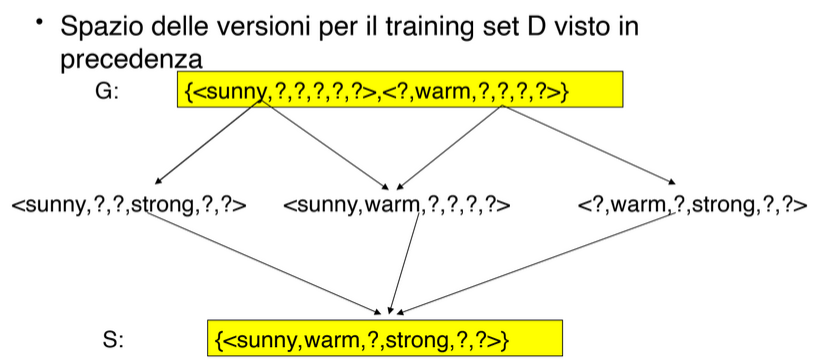 • Spazio delle versioni per il training set D visto in
precedenza
G: {<sunny,?,?,?,?,?>,<?,warm,?,?,?,?>}
<sunny,?,?,strong,?,?> <sunny,warm,?,?,?,?> <?,warm,?,strong,?,?>
S: {<sunny,warm,?,strong,?,?>}